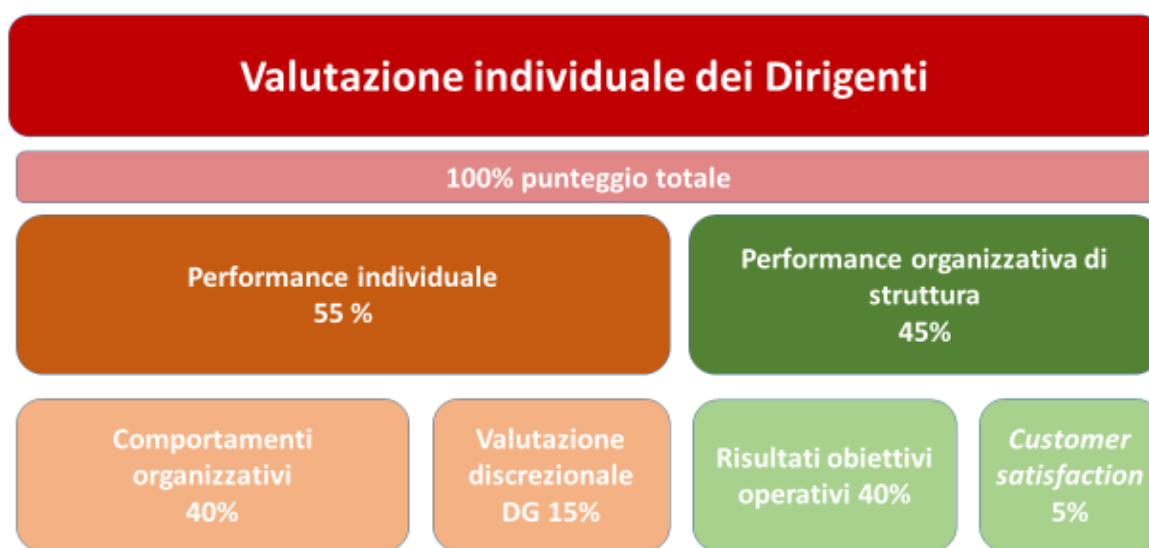 Valutazione individuale dei Dirigenti
100% punteggio totale
Performance individuale
55 %
Performance organizzativa di
struttura
45%
Comportamenti
organizzativi
40%
Valutazione
discrezionale
DG 15%
Risultati obiettivi
operativi 40%
Customer
satisfaction
5%